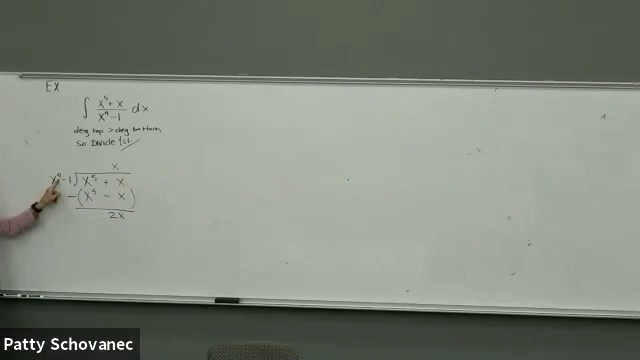 EX
∫ x⁵+x / x⁴-1 dx
deg top > deg bottom
so DIVIDE 1st
x
x⁴-1 ) x⁵ + x
-(x⁵ - x)
2x
Patty Schovanec